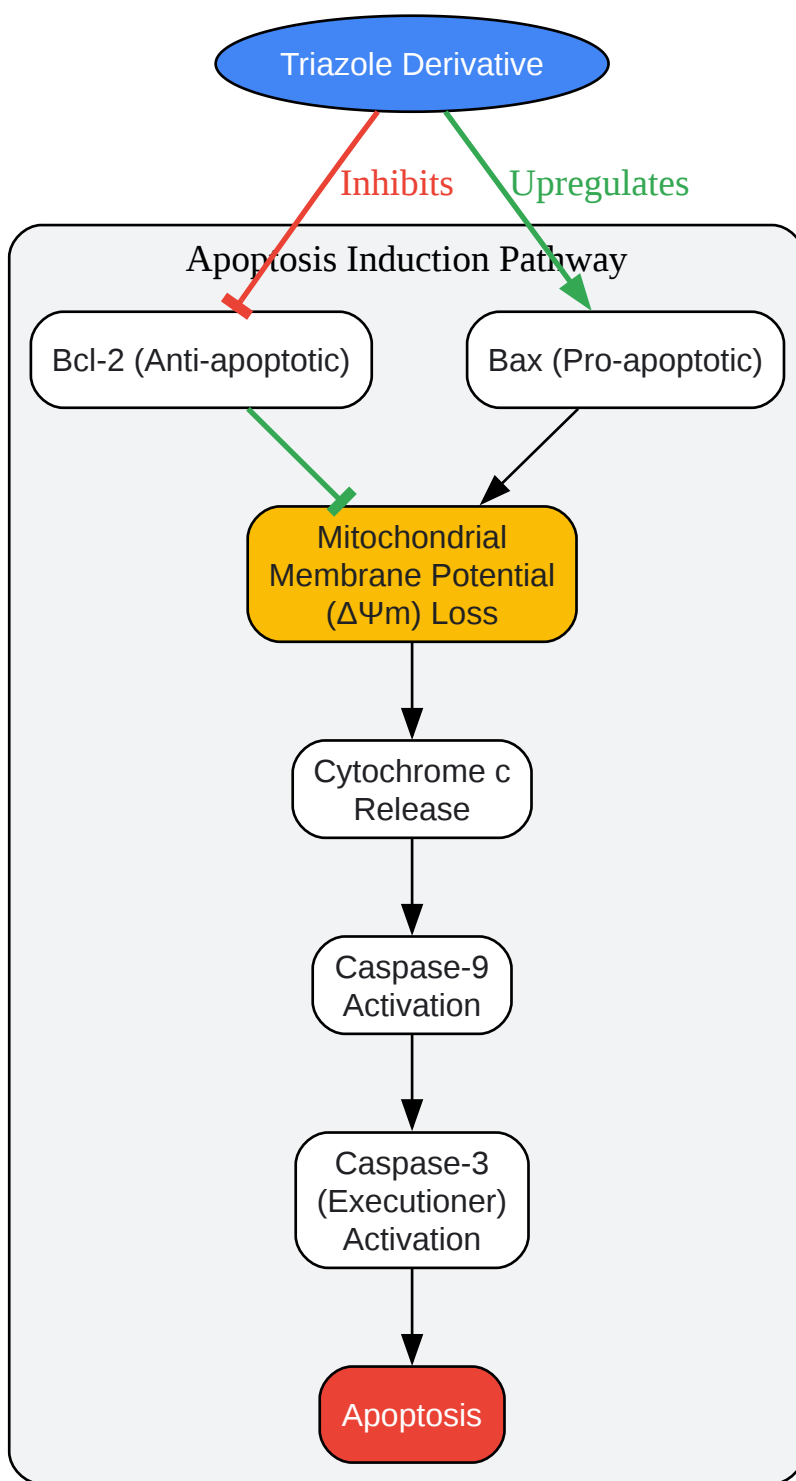 Triazole Derivative
Inhibits
Upregulates
Apoptosis Induction Pathway
Bcl-2 (Anti-apoptotic)
Bax (Pro-apoptotic)
Mitochondrial
Membrane Potential
(ΔΨm) Loss
Cytochrome c
Release
Caspase-9
Activation
Caspase-3
(Executioner)
Activation
Apoptosis